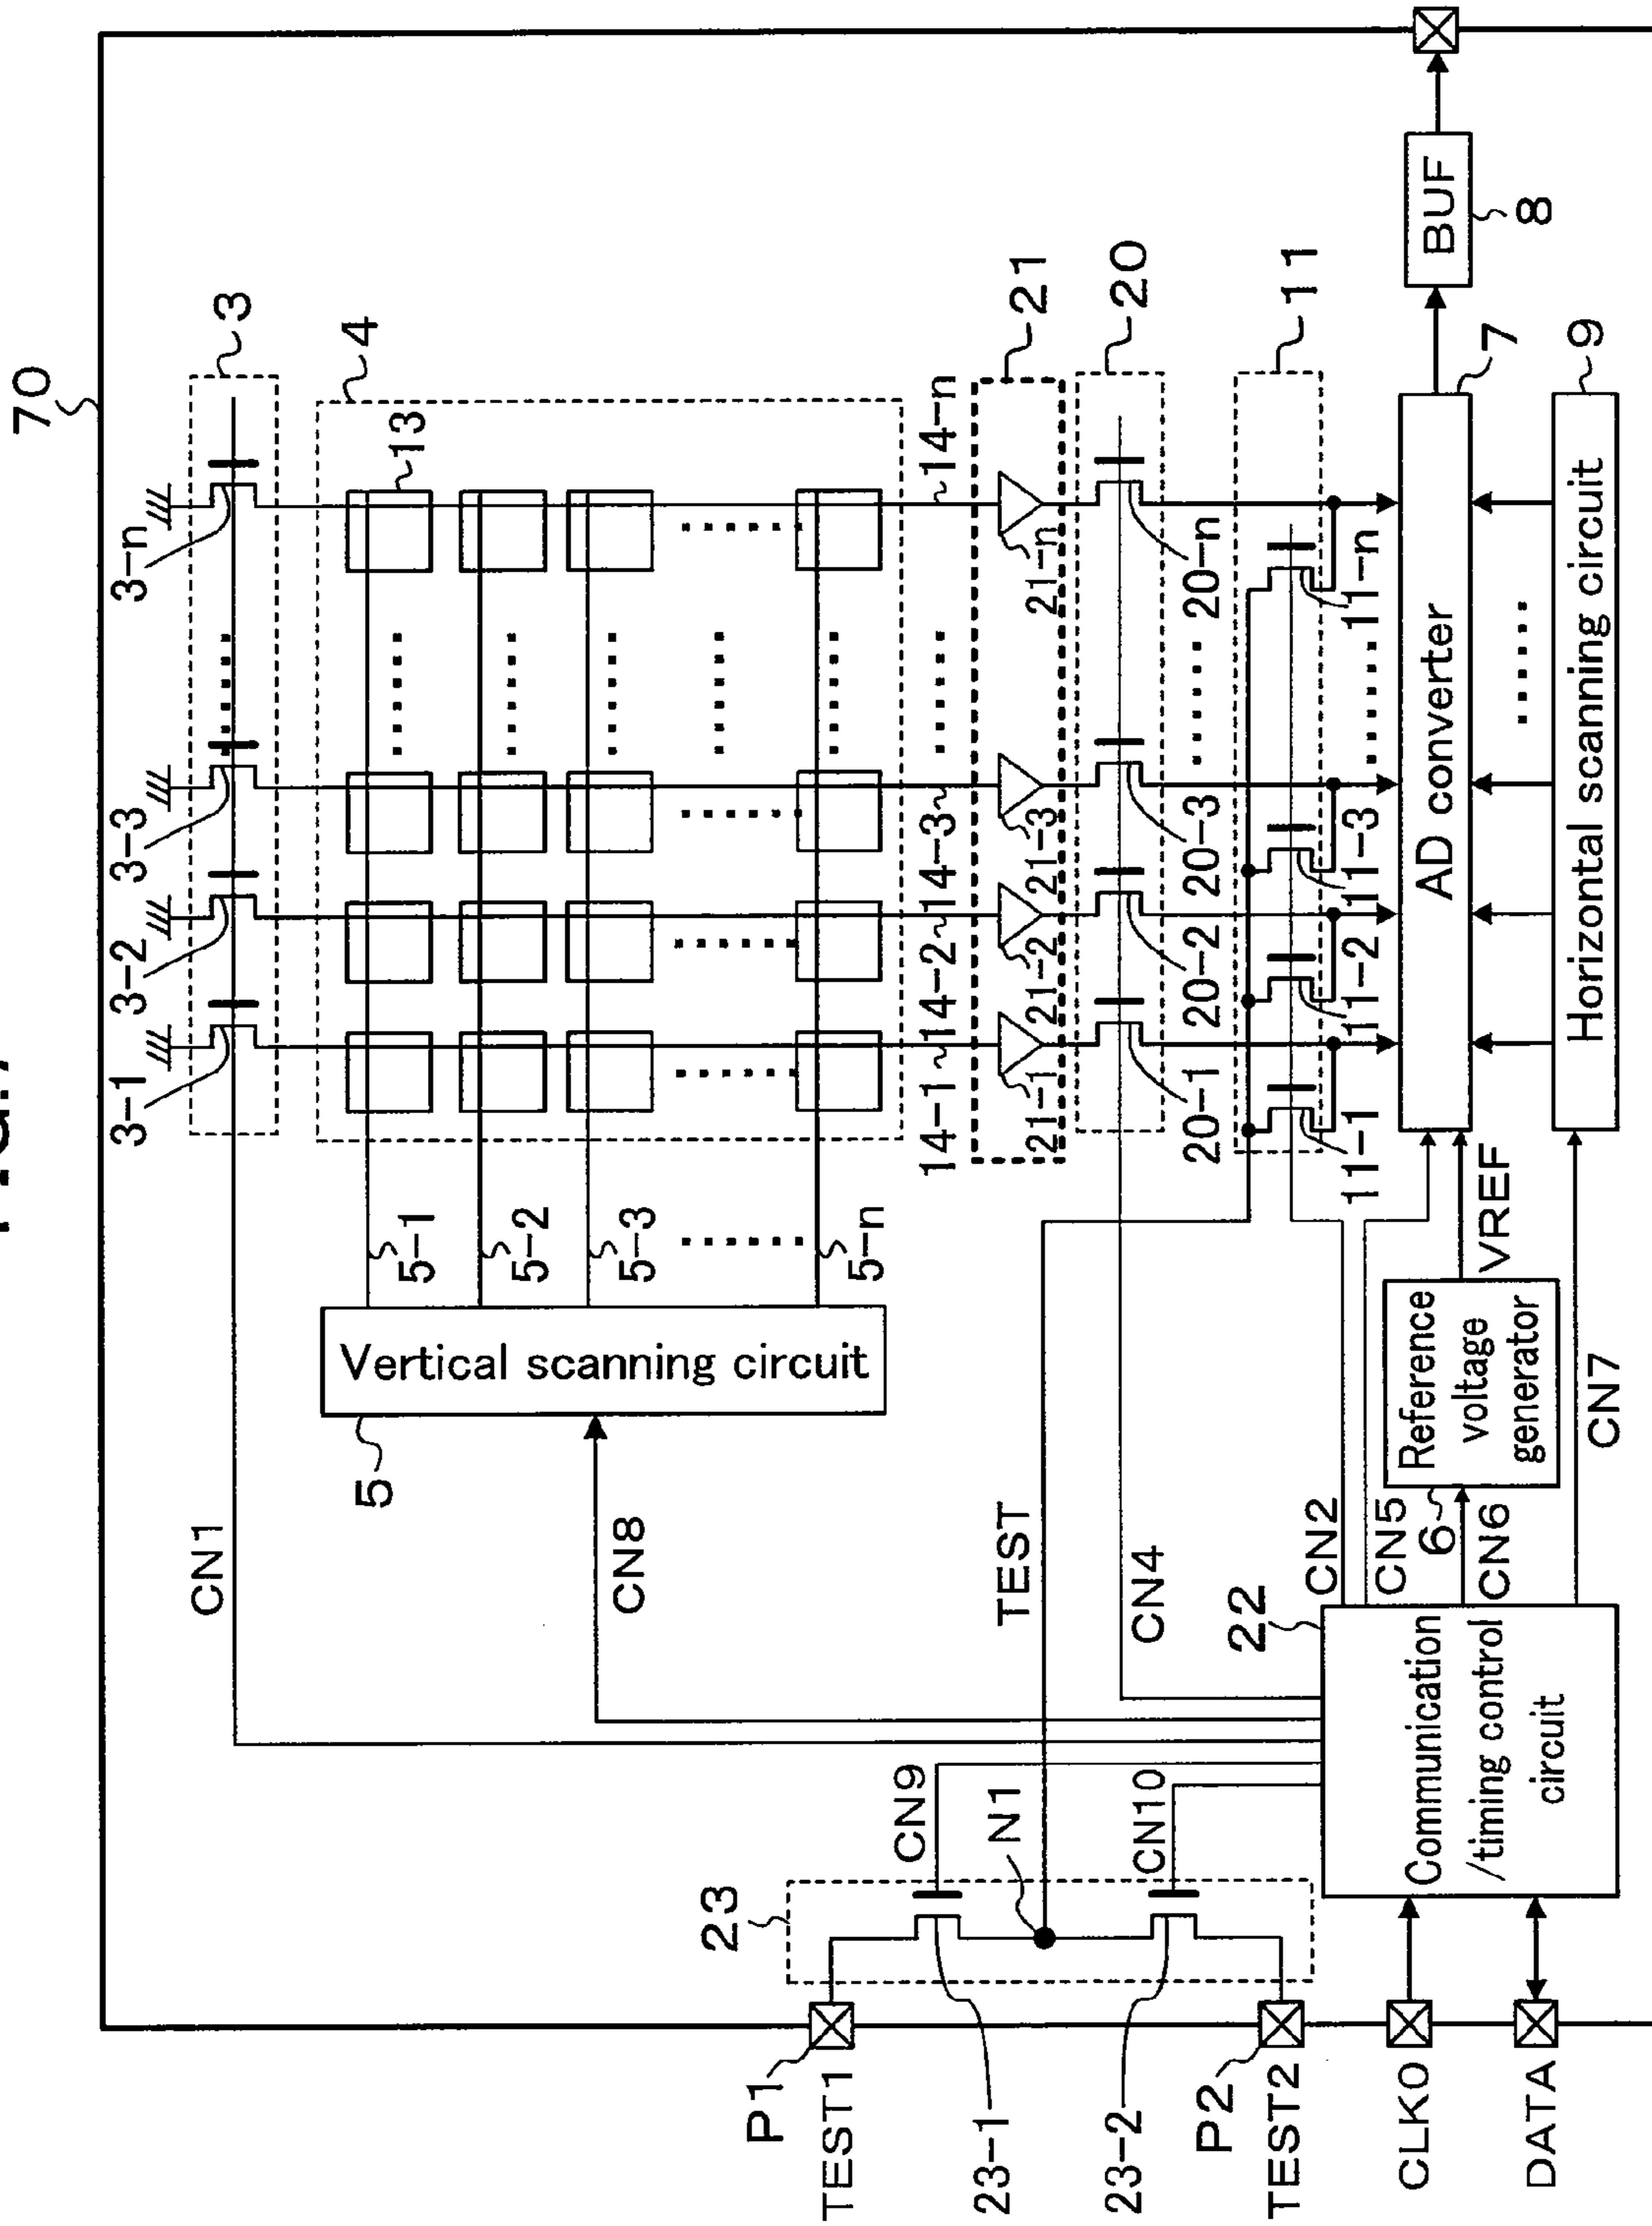 70
3-1
3-2
3-3
3-n
3
CN1
4
13
5-1
5-2
5-3
5-n
Vertical scanning circuit
5
CN8
14-1
14-2
14-3
14-n
21-1
21-2
21-3
21-n
21
TEST
20
CN4
20-1
20-2
20-3
20-n
11
11-1
11-2
11-3
11-n
P1
TEST1
23
23-1
CN9
N1
CN10
23-2
P2
TEST2
CLK0
DATA
22
Communication
/timing control
circuit
CN2
CN5
6
CN6
Reference
voltage
generator
VREF
CN7
AD converter
7
BUF
8
Horizontal scanning circuit
9